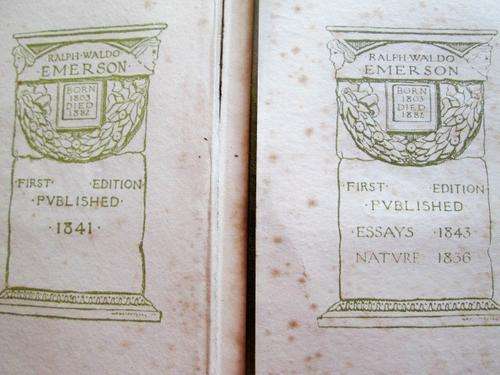 RALPH·WALDO
·EMERSON·
BORN
1803
DIED
1882
·FIRST· EDITION
·PVBLISHED·
·1841·
RALPH·WALDO
EMERSON
BORN
1803
DIED
1882
·FIRST· EDITION
·PVBLISHED
·ESSAYS ·1843·
NATVRE 1836